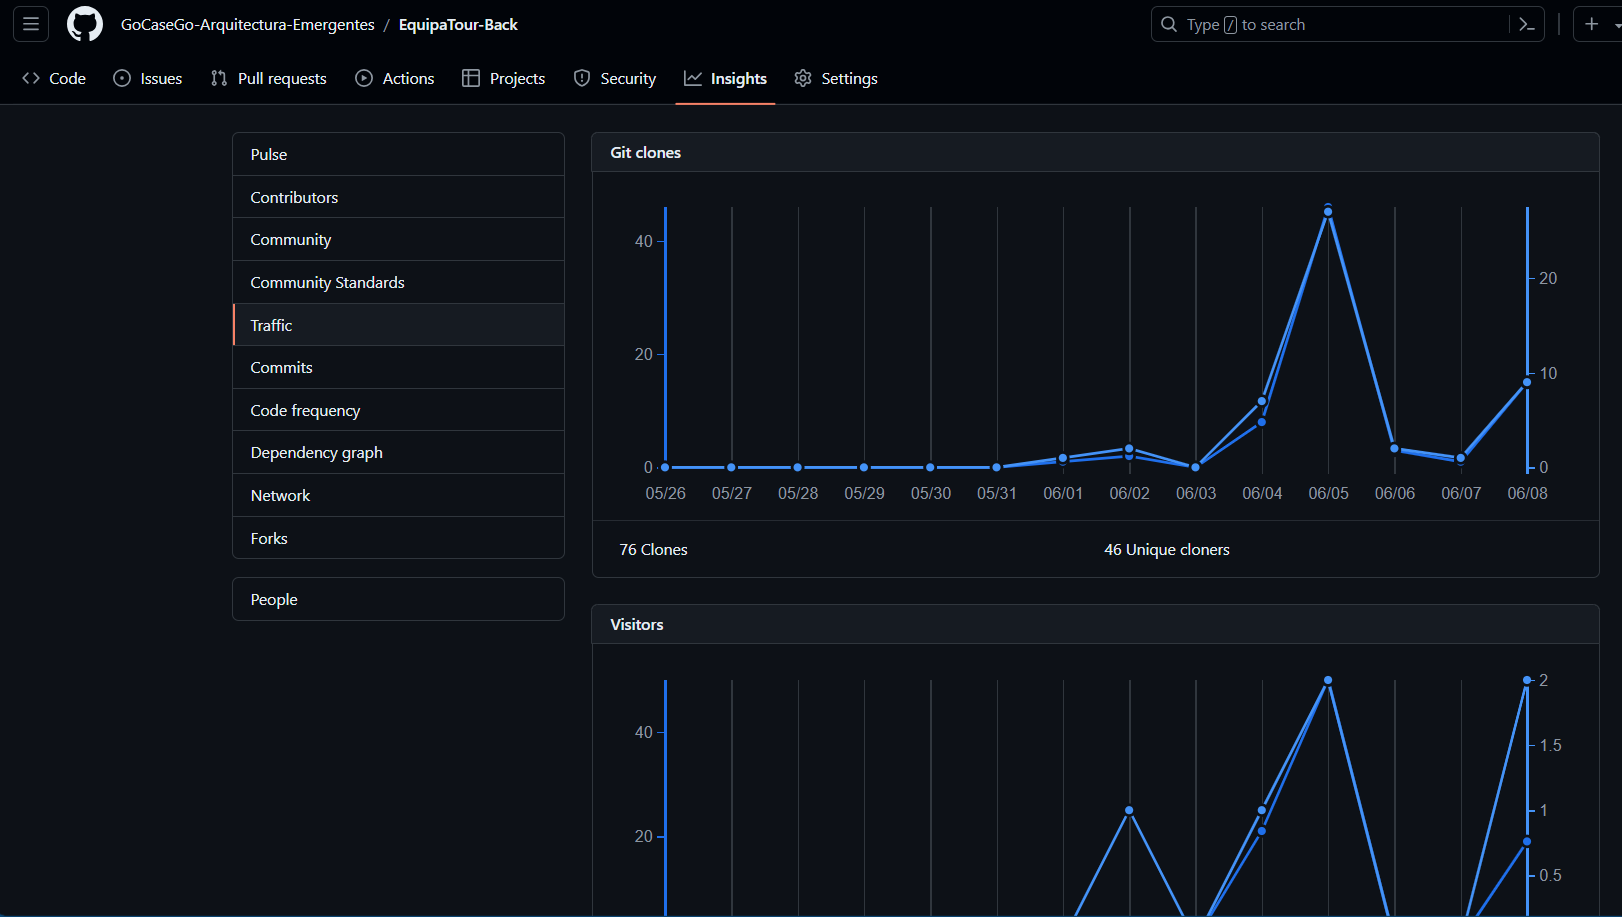 GoCaseGo-Arquitectura-Emergentes / EquipaTour-Back
Type / to search
Code Issues Pull requests Actions Projects Security Insights Settings
Pulse
Contributors
Community
Community Standards
Traffic
Commits
Code frequency
Dependency graph
Network
Forks
People
Git clones
40
20
0
20
10
0
05/26 05/27 05/28 05/29 05/30 05/31 06/01 06/02 06/03 06/04 06/05 06/06 06/07 06/08
76 Clones 46 Unique cloners
Visitors
40
20
2
1.5
1
0.5